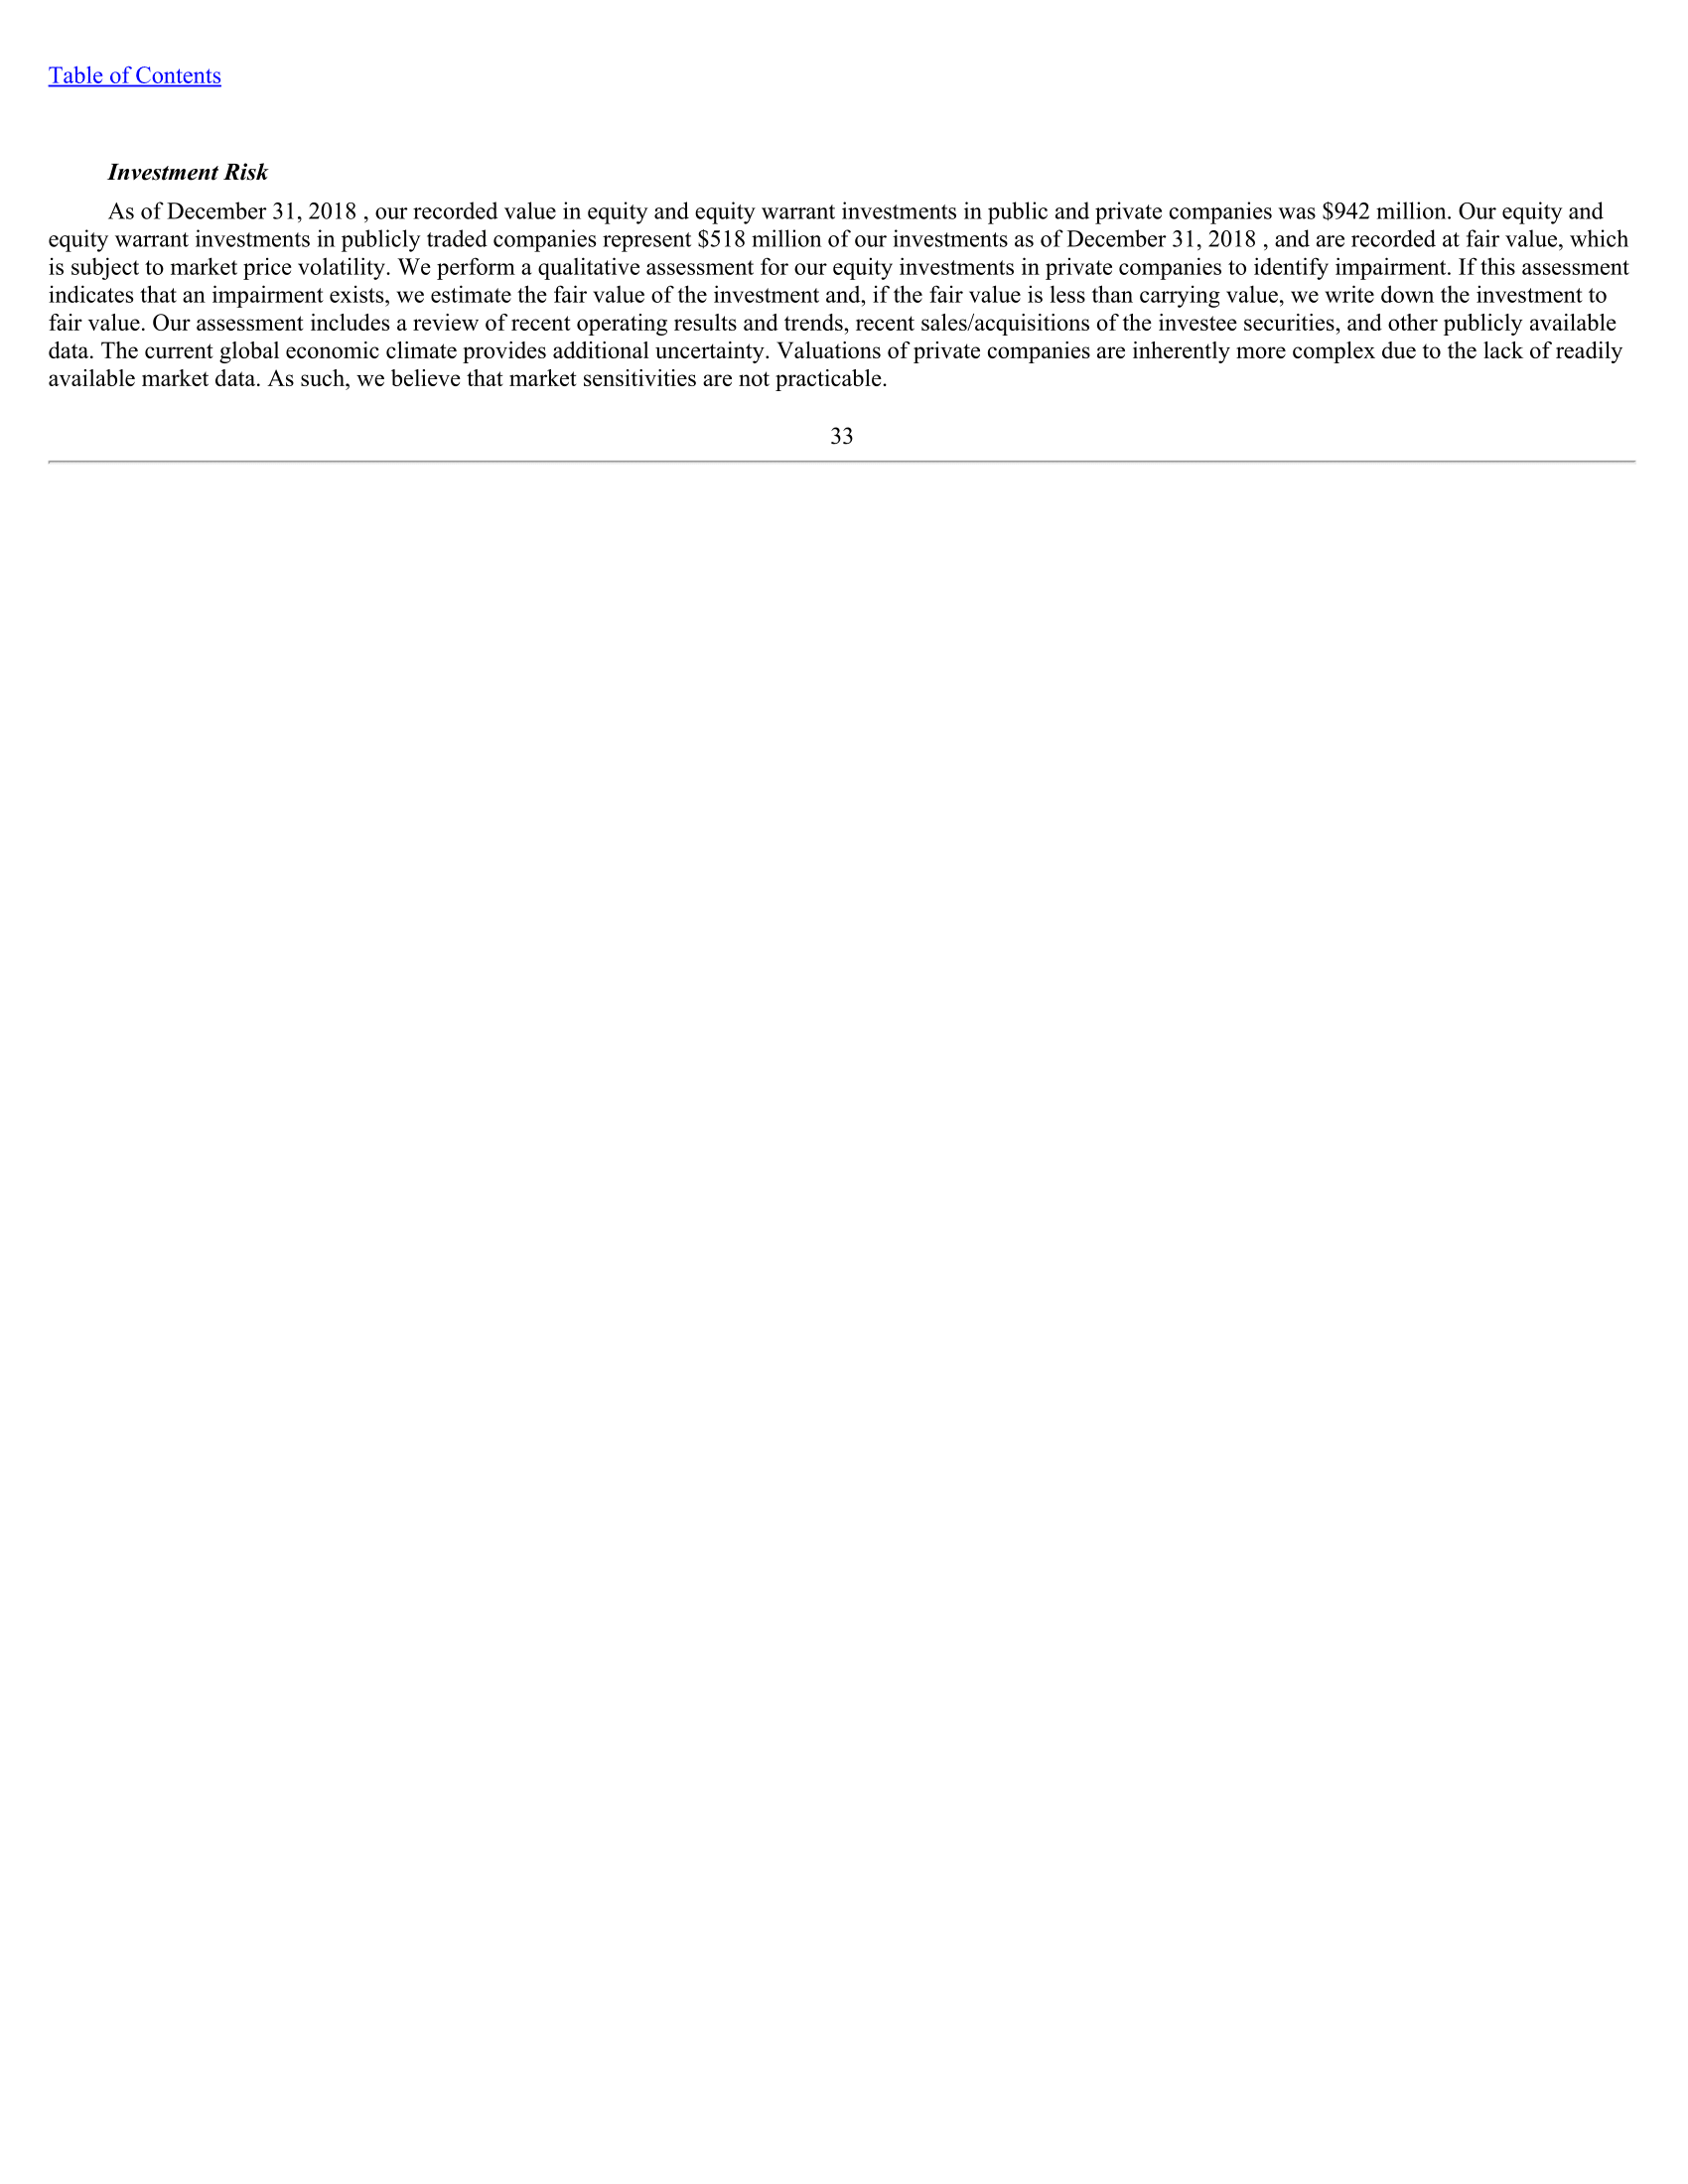 Table of Contents
Investment Risk
As of December 31, 2018 , our recorded value in equity and equity warrant investments in public and private companies was $942 million. Our equity and
equity warrant investments in publicly traded companies represent $518 million of our investments as of December 31, 2018 , and are recorded at fair value, which
is subject to market price volatility. We perform a qualitative assessment for our equity investments in private companies to identify impairment. If this assessment
indicates that an impairment exists, we estimate the fair value of the investment and, if the fair value is less than carrying value, we write down the investment to
fair value. Our assessment includes a review of recent operating results and trends, recent sales/acquisitions of the investee securities, and other publicly available
data. The current global economic climate provides additional uncertainty. Valuations of private companies are inherently more complex due to the lack of readily
available market data. As such, we believe that market sensitivities are not practicable.
33